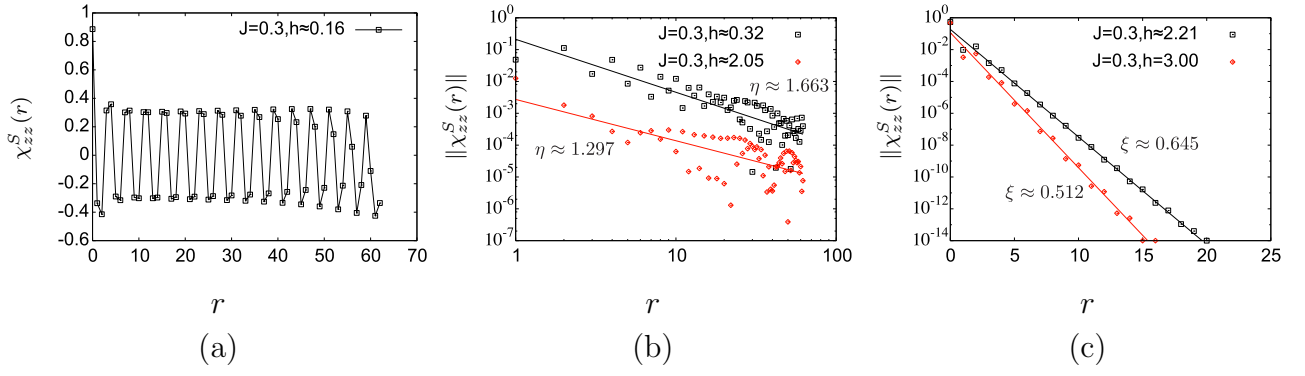 J=0.3,h≈0.16
1
0.8
0.6
0.4
0.2
0
-0.2
-0.4
-0.6
χ^S_zz(r)
0 10 20 30 40 50 60 70
r
(a)
J=0.3,h≈0.32
J=0.3,h≈2.05
η ≈ 1.663
η ≈ 1.297
10^0
10^-1
10^-2
10^-3
10^-4
10^-5
10^-6
10^-7
||χ^S_zz(r)||
1 10 100
r
(b)
J=0.3,h≈2.21
J=0.3,h=3.00
ξ ≈ 0.645
ξ ≈ 0.512
10^0
10^-2
10^-4
10^-6
10^-8
10^-10
10^-12
10^-14
||χ^S_zz(r)||
0 5 10 15 20 25
r
(c)